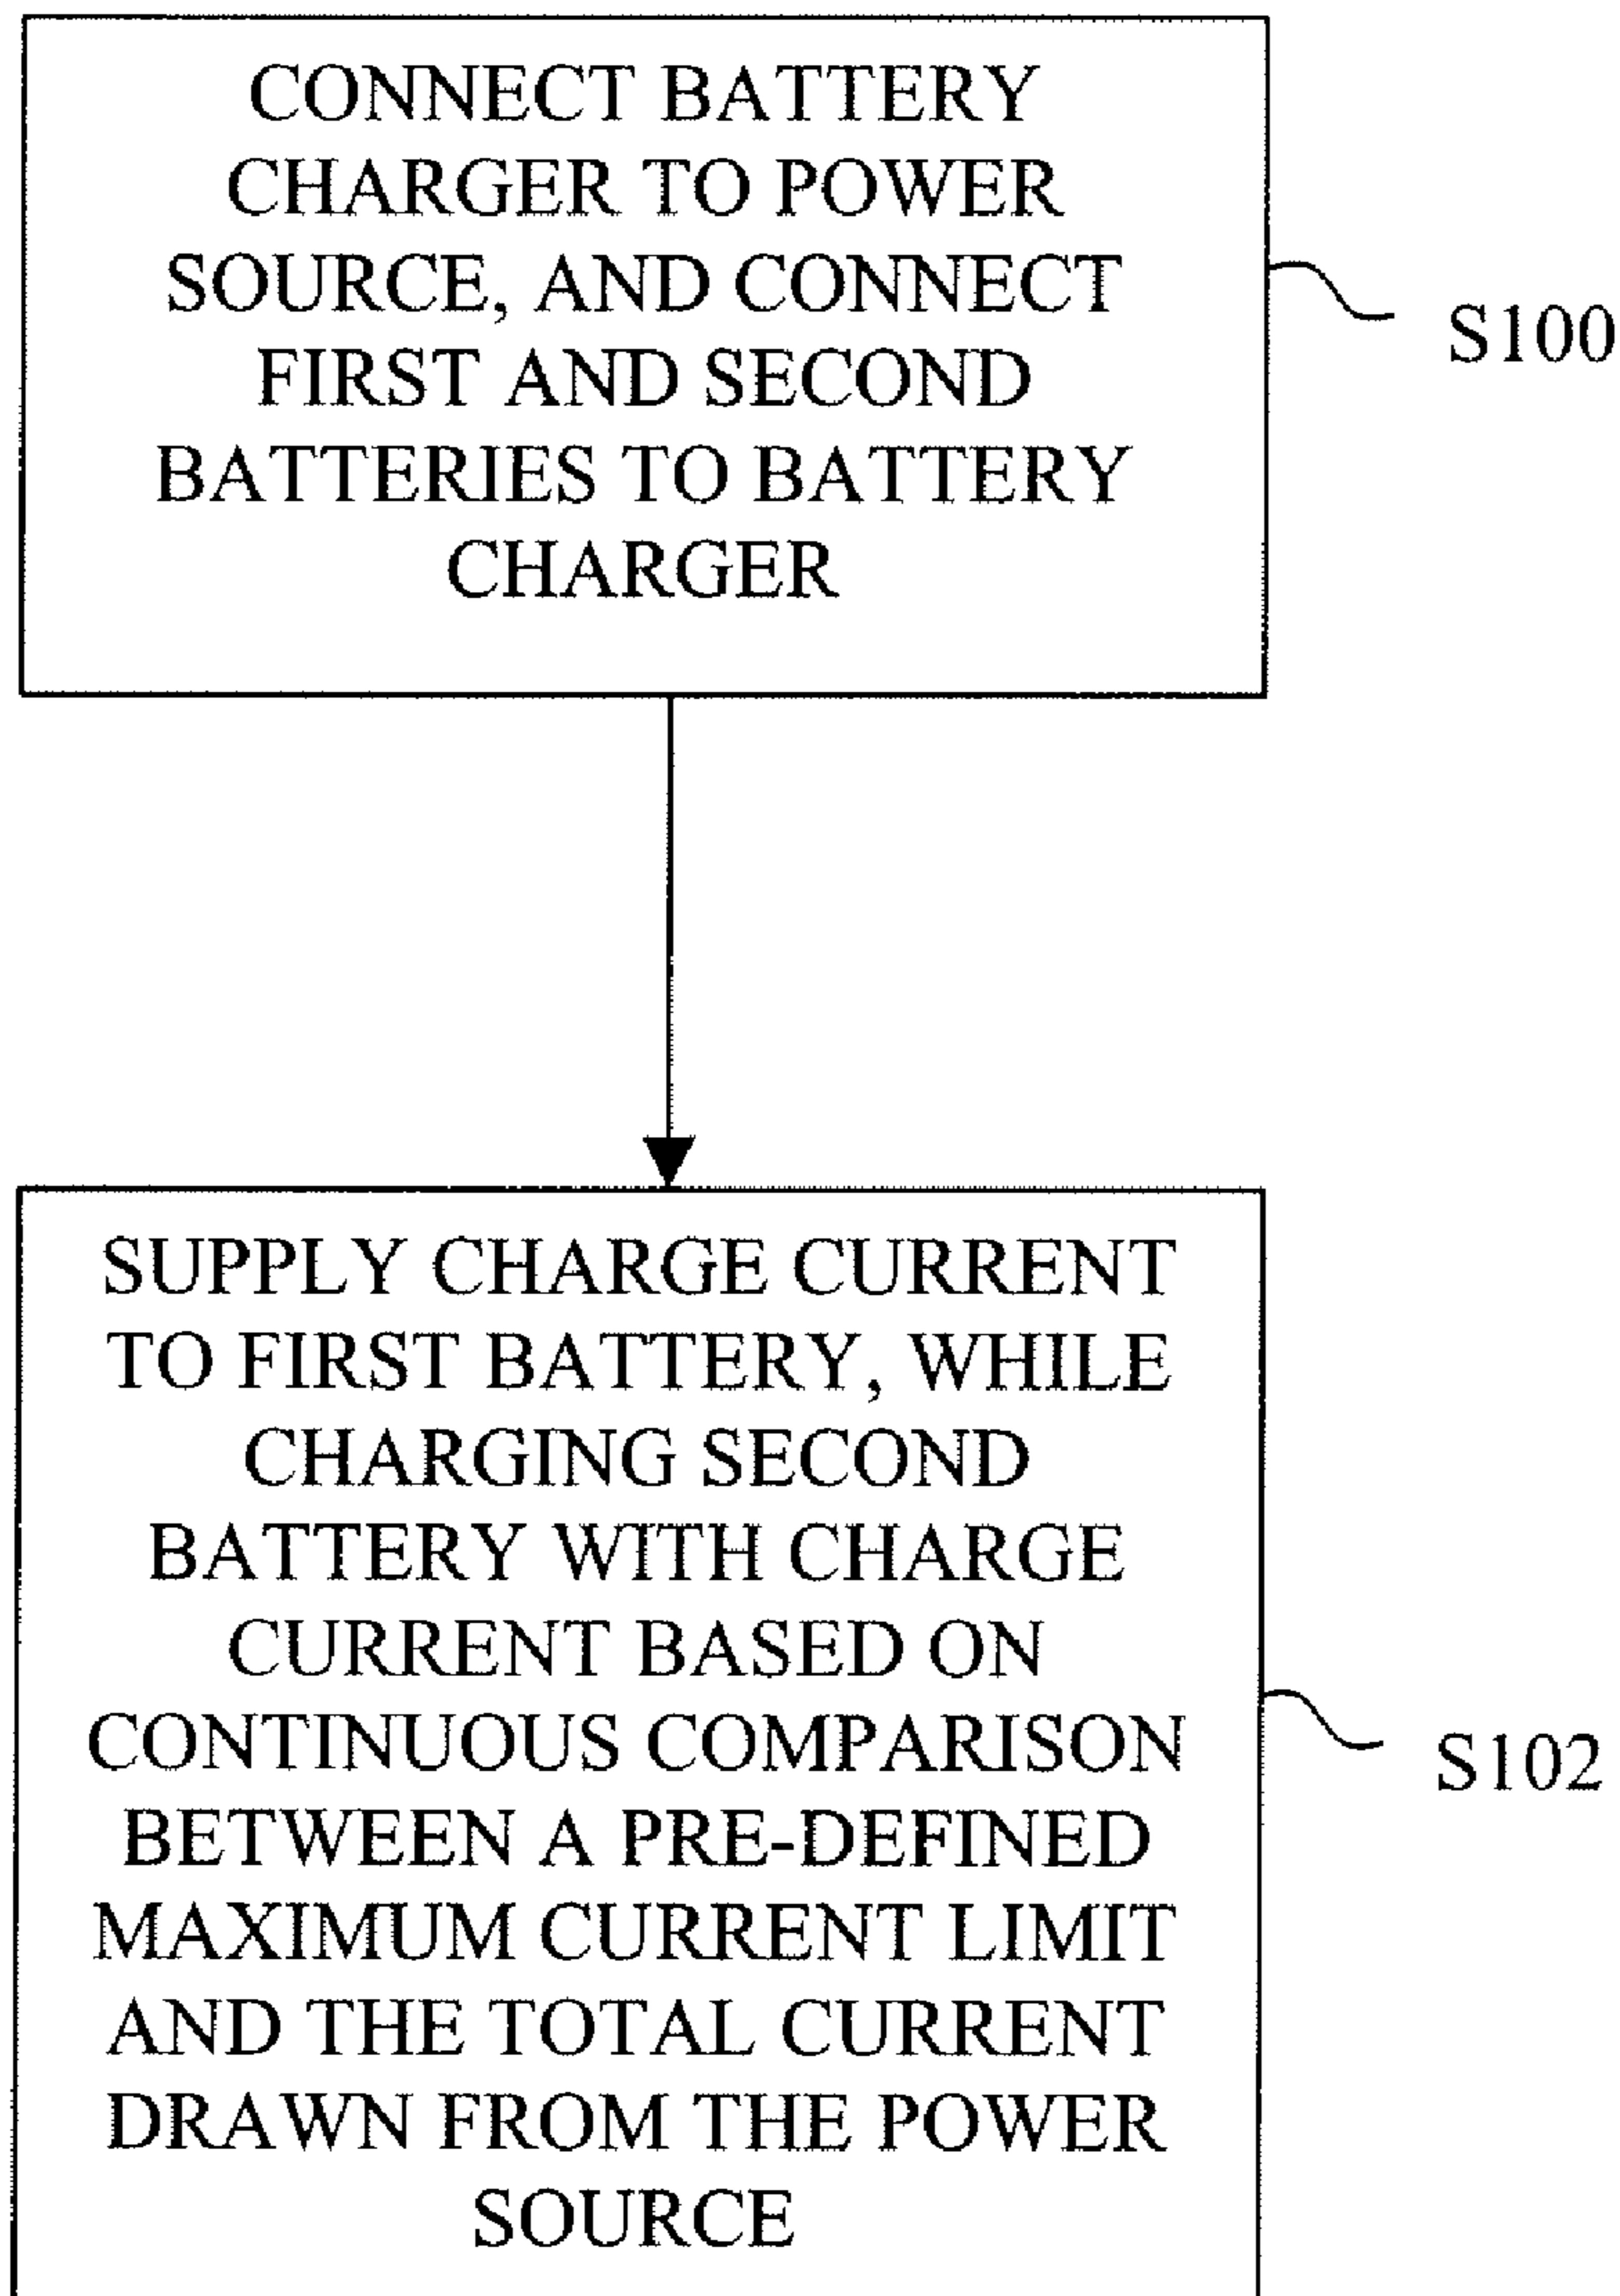 CONNECT BATTERY
CHARGER TO POWER
SOURCE, AND CONNECT
FIRST AND SECOND
BATTERIES TO BATTERY
CHARGER
S100
SUPPLY CHARGE CURRENT
TO FIRST BATTERY, WHILE
CHARGING SECOND
BATTERY WITH CHARGE
CURRENT BASED ON
CONTINUOUS COMPARISON
BETWEEN A PRE-DEFINED
MAXIMUM CURRENT LIMIT
AND THE TOTAL CURRENT
DRAWN FROM THE POWER
SOURCE
S102